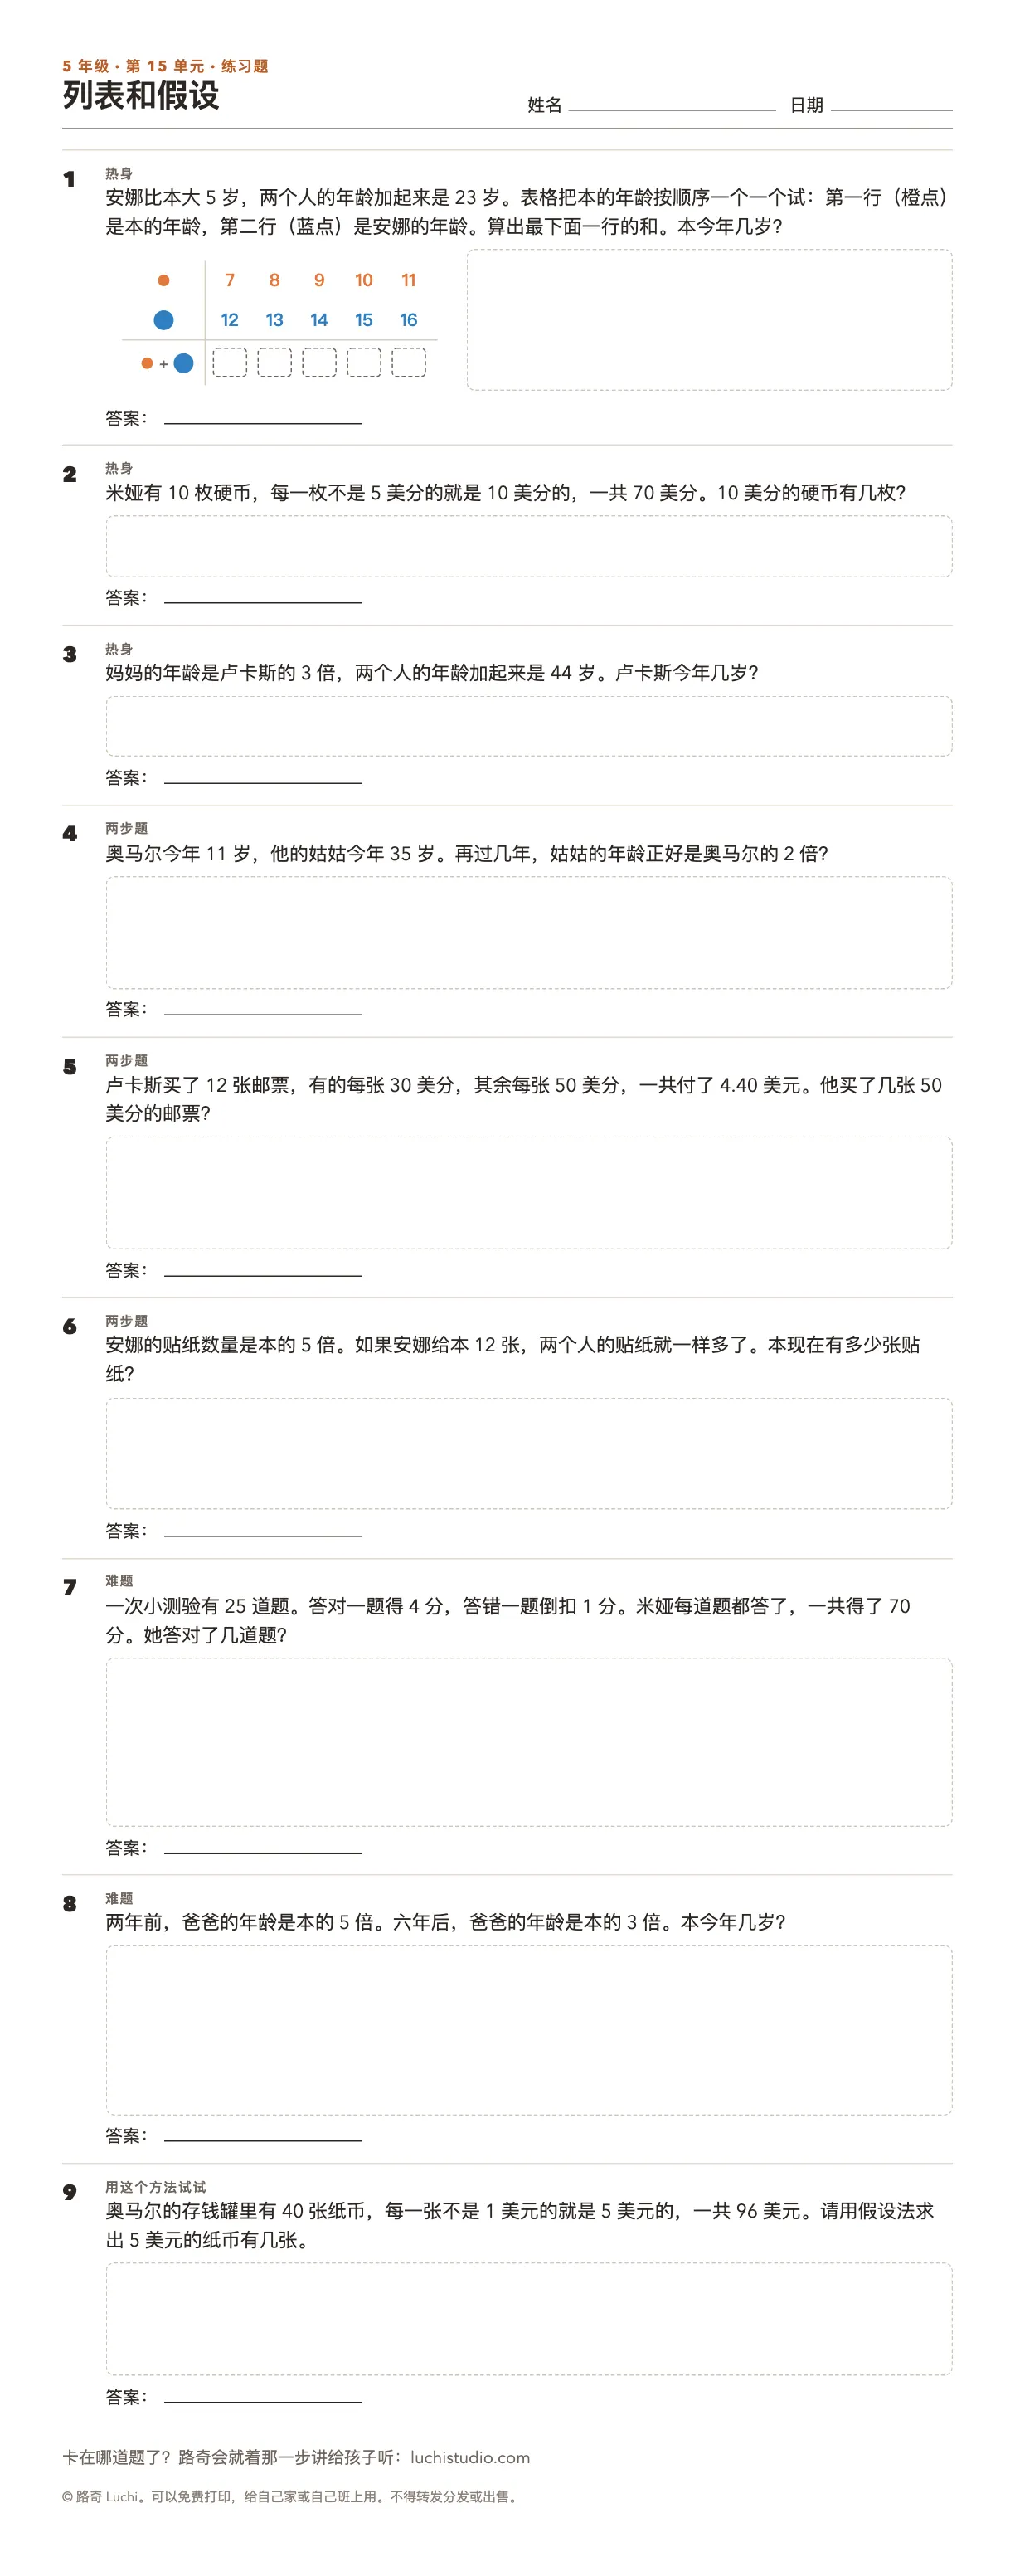 5 年级 · 第 15 单元 · 练习题
列表和假设
姓名 日期
1
热身
安娜比本大 5 岁，两个人的年龄加起来是 23 岁。表格把本的年龄按顺序一个一个试：第一行（橙点）
是本的年龄，第二行（蓝点）是安娜的年龄。算出最下面一行的和。本今年几岁？
7 8 9 10 11
12 13 14 15 16
+
答案：
2
热身
米娅有 10 枚硬币，每一枚不是 5 美分的就是 10 美分的，一共 70 美分。10 美分的硬币有几枚？
答案：
3
热身
妈妈的年龄是卢卡斯的 3 倍，两个人的年龄加起来是 44 岁。卢卡斯今年几岁？
答案：
4
两步题
奥马尔今年 11 岁，他的姑姑今年 35 岁。再过几年，姑姑的年龄正好是奥马尔的 2 倍？
答案：
5
两步题
卢卡斯买了 12 张邮票，有的每张 30 美分，其余每张 50 美分，一共付了 4.40 美元。他买了几张 50
美分的邮票？
答案：
6
两步题
安娜的贴纸数量是本的 5 倍。如果安娜给本 12 张，两个人的贴纸就一样多了。本现在有多少张贴
纸？
答案：
7
难题
一次小测验有 25 道题。答对一题得 4 分，答错一题倒扣 1 分。米娅每道题都答了，一共得了 70
分。她答对了几道题？
答案：
8
难题
两年前，爸爸的年龄是本的 5 倍。六年后，爸爸的年龄是本的 3 倍。本今年几岁？
答案：
9
用这个方法试试
奥马尔的存钱罐里有 40 张纸币，每一张不是 1 美元的就是 5 美元的，一共 96 美元。请用假设法求
出 5 美元的纸币有几张。
答案：
卡在哪道题了？路奇会就着那一步讲给孩子听：luchistudio.com
© 路奇 Luchi。可以免费打印，给自己家或自己班上用。不得转发分发或出售。